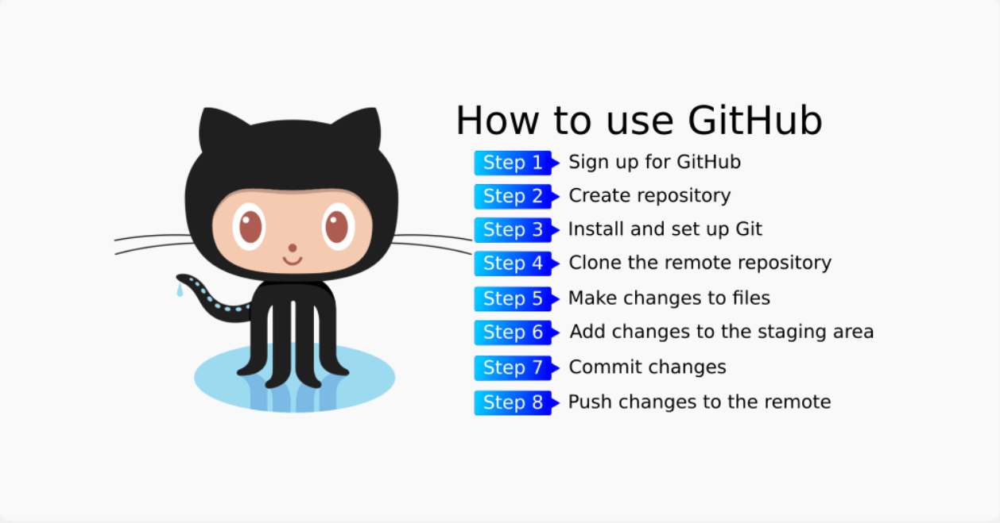 How to use GitHub
Step 1 Sign up for GitHub
Step 2 Create repository
Step 3 Install and set up Git
Step 4 Clone the remote repository
Step 5 Make changes to files
Step 6 Add changes to the staging area
Step 7 Commit changes
Step 8 Push changes to the remote